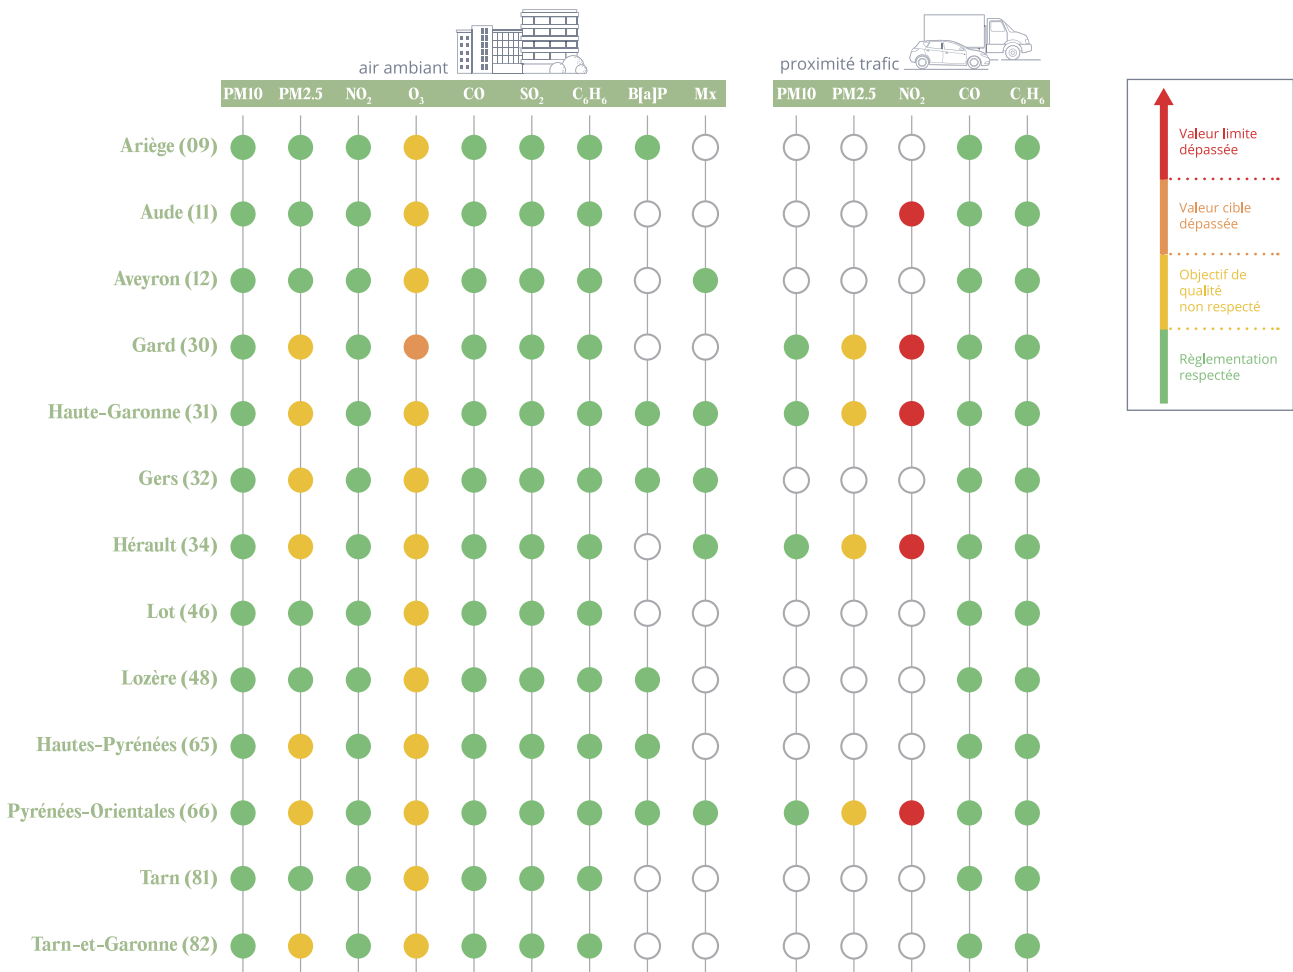 air ambiant
proximité trafic
PM10 PM2.5 NO₂ O₃ CO SO₂ C₆H₆ B[a]P Mx
PM10 PM2.5 NO₂ CO C₆H₆
Ariège (09)
Aude (11)
Aveyron (12)
Gard (30)
Haute-Garonne (31)
Gers (32)
Hérault (34)
Lot (46)
Lozère (48)
Hautes-Pyrénées (65)
Pyrénées-Orientales (66)
Tarn (81)
Tarn-et-Garonne (82)
Valeur limite
dépassée
Valeur cible
dépassée
Objectif de
qualité
non respecté
Règlementation
respectée